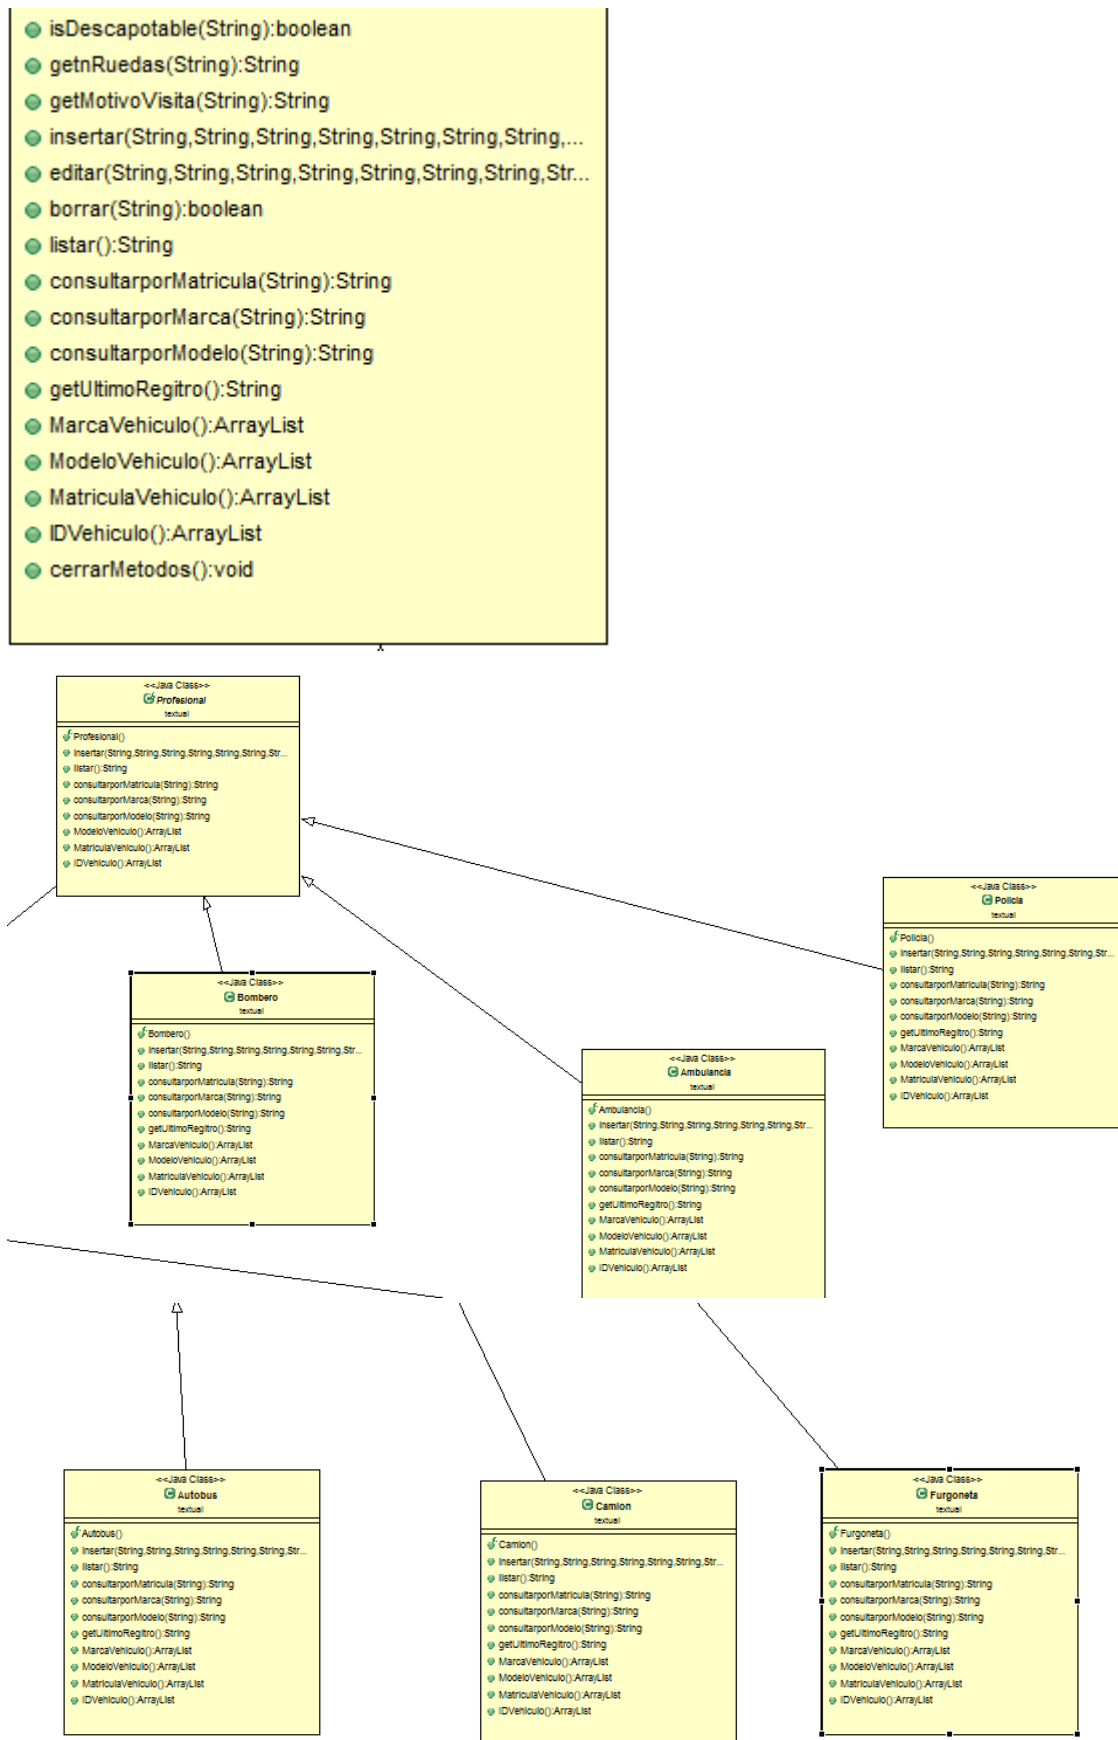 isDescapotable(String):boolean
getnRuedas(String):String
getMotivoVisita(String):String
insertar(String,String,String,String,String,String,String,...
editar(String,String,String,String,String,String,String,Str...
borrar(String):boolean
listar():String
consultarporMatricula(String):String
consultarporMarca(String):String
consultarporModelo(String):String
getUltimoRegitro():String
MarcaVehiculo():ArrayList
ModeloVehiculo():ArrayList
MatriculaVehiculo():ArrayList
IDVehiculo():ArrayList
cerrarMetodos():void
<<Java Class>>
Profesional
textual
Profesional()
insertar(String,String,String,String,String,String,String,Str...
listar():String
consultarporMatricula(String):String
consultarporMarca(String):String
consultarporModelo(String):String
ModeloVehiculo():ArrayList
MatriculaVehiculo():ArrayList
IDVehiculo():ArrayList
<<Java Class>>
Policia
textual
Policia()
insertar(String,String,String,String,String,String,String,Str...
listar():String
consultarporMatricula(String):String
consultarporMarca(String):String
consultarporModelo(String):String
getUltimoRegitro():String
MarcaVehiculo():ArrayList
ModeloVehiculo():ArrayList
MatriculaVehiculo():ArrayList
IDVehiculo():ArrayList
<<Java Class>>
Bombero
textual
Bombero()
insertar(String,String,String,String,String,String,String,Str...
listar():String
consultarporMatricula(String):String
consultarporMarca(String):String
consultarporModelo(String):String
getUltimoRegitro():String
MarcaVehiculo():ArrayList
ModeloVehiculo():ArrayList
MatriculaVehiculo():ArrayList
IDVehiculo():ArrayList
<<Java Class>>
Ambulancia
textual
Ambulancia()
insertar(String,String,String,String,String,String,String,Str...
listar():String
consultarporMatricula(String):String
consultarporMarca(String):String
consultarporModelo(String):String
getUltimoRegitro():String
MarcaVehiculo():ArrayList
ModeloVehiculo():ArrayList
MatriculaVehiculo():ArrayList
IDVehiculo():ArrayList
<<Java Class>>
Autobus
textual
Autobus()
insertar(String,String,String,String,String,String,String,Str...
listar():String
consultarporMatricula(String):String
consultarporMarca(String):String
consultarporModelo(String):String
getUltimoRegitro():String
MarcaVehiculo():ArrayList
ModeloVehiculo():ArrayList
MatriculaVehiculo():ArrayList
IDVehiculo():ArrayList
<<Java Class>>
Camion
textual
Camion()
insertar(String,String,String,String,String,String,String,Str...
listar():String
consultarporMatricula(String):String
consultarporMarca(String):String
consultarporModelo(String):String
getUltimoRegitro():String
MarcaVehiculo():ArrayList
ModeloVehiculo():ArrayList
MatriculaVehiculo():ArrayList
IDVehiculo():ArrayList
<<Java Class>>
Furgoneta
textual
Furgoneta()
insertar(String,String,String,String,String,String,String,Str...
listar():String
consultarporMatricula(String):String
consultarporMarca(String):String
consultarporModelo(String):String
getUltimoRegitro():String
MarcaVehiculo():ArrayList
ModeloVehiculo():ArrayList
MatriculaVehiculo():ArrayList
IDVehiculo():ArrayList